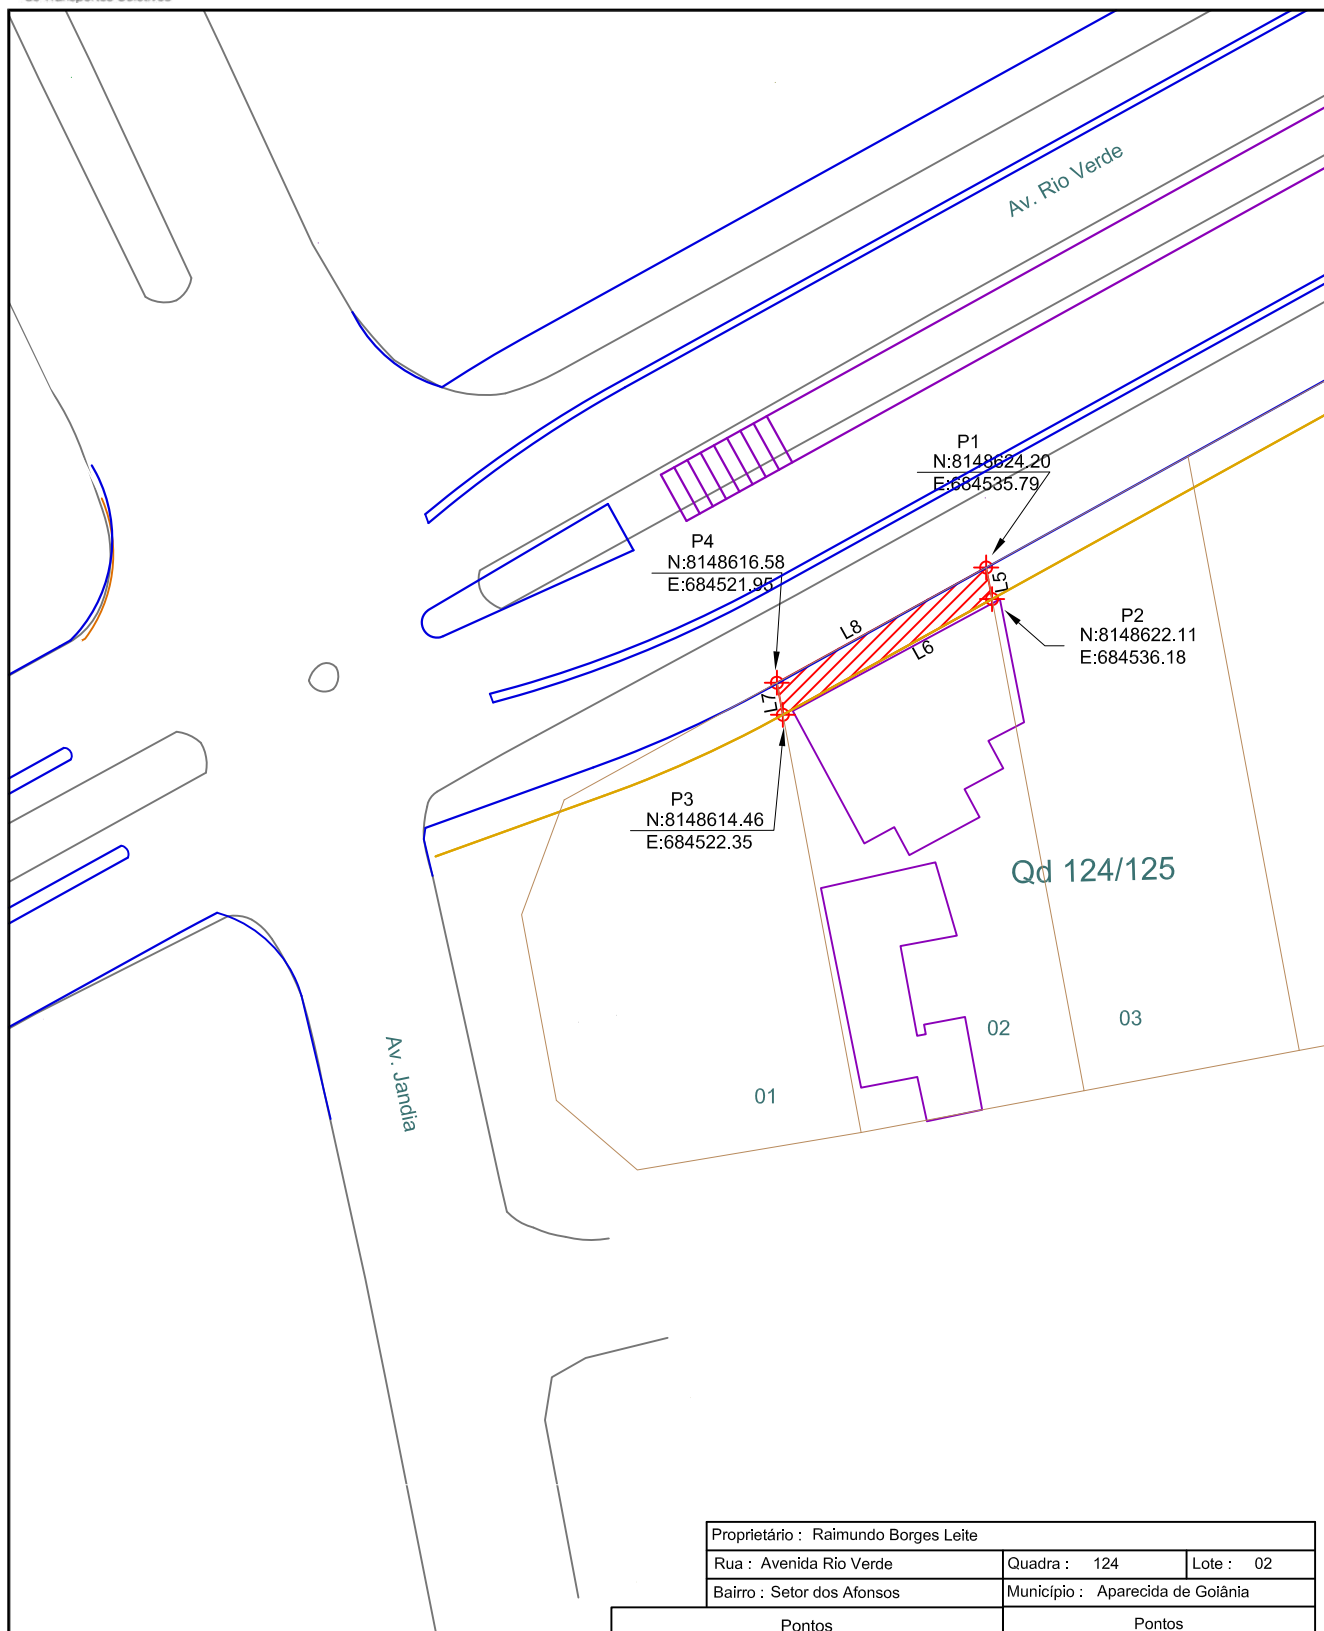 de Transportes Coletivos
Av. Rio Verde
P1
N:8148624.20
E:684535.79
P4
N:8148616.58
E:684521.95
L5
L8
L6
P2
N:8148622.11
E:684536.18
L7
P3
N:8148614.46
E:684522.35
Qd 124/125
02
03
01
Av. Jandia
Proprietário : Raimundo Borges Leite
Rua : Avenida Rio Verde Quadra : 124 Lote : 02
Bairro : Setor dos Afonsos Município : Aparecida de Goiânia
Pontos Pontos